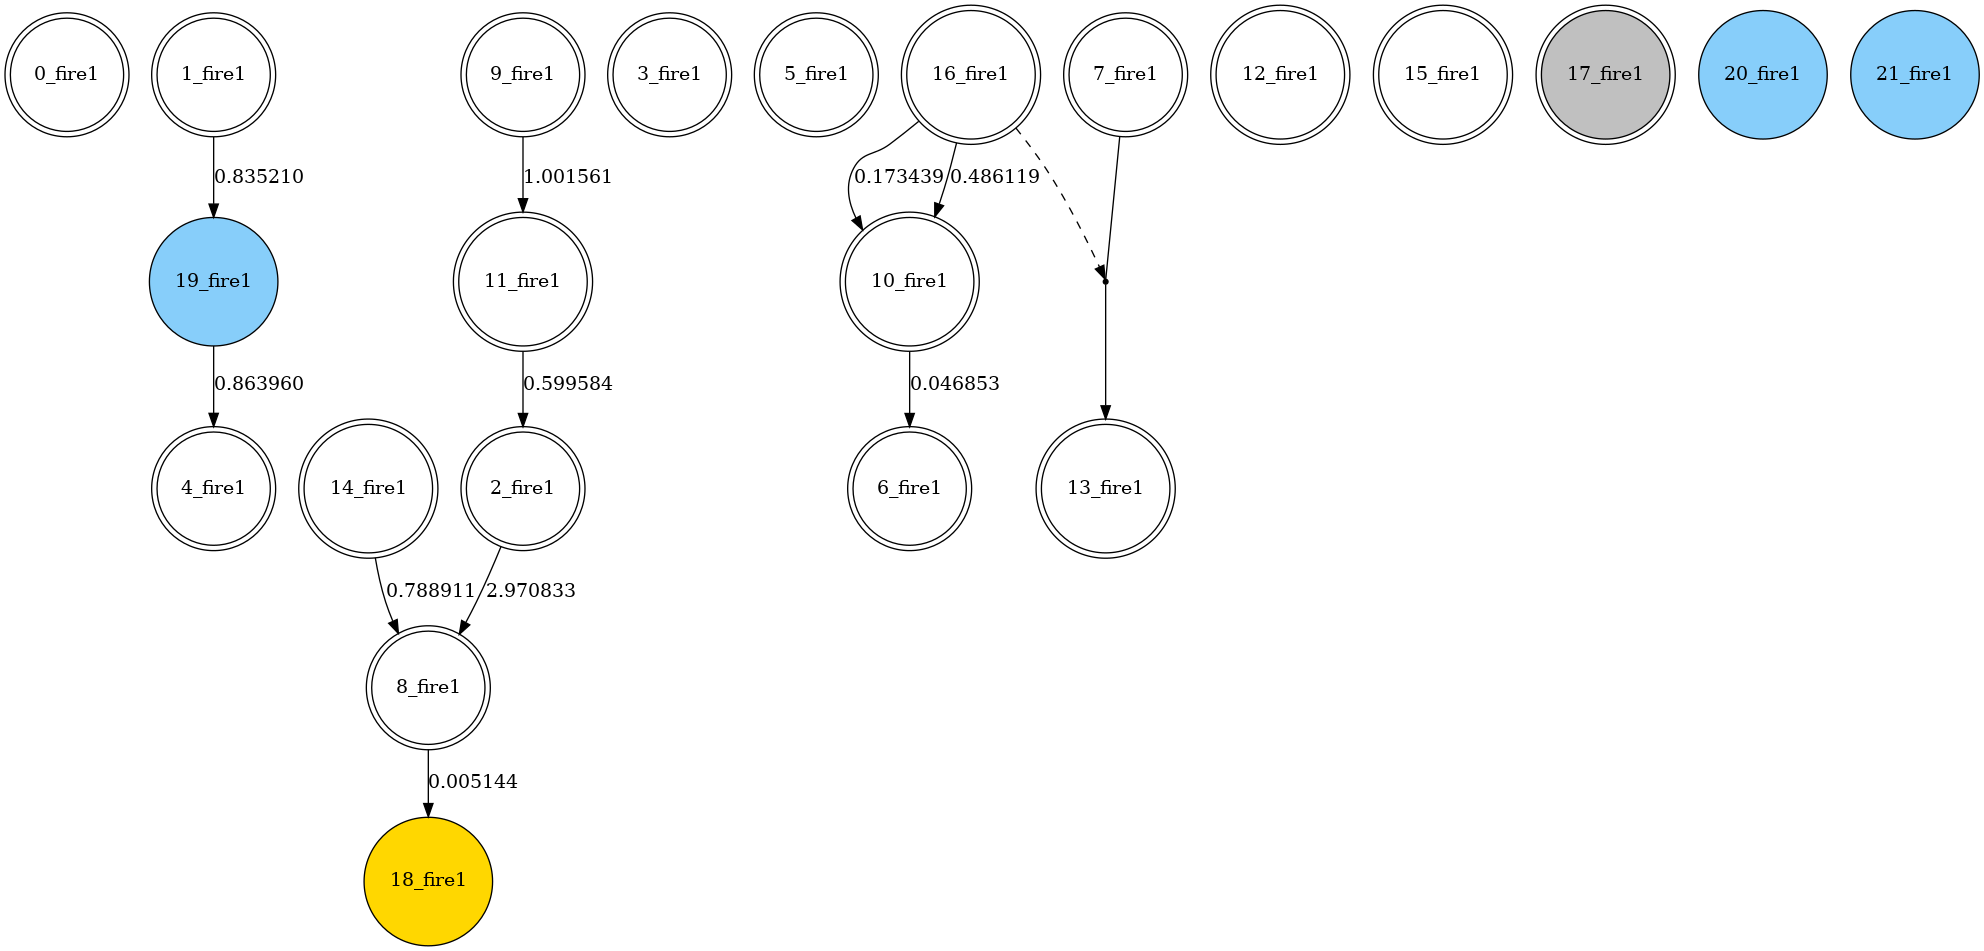 0_fire1
1_fire1
9_fire1
3_fire1
5_fire1
16_fire1
7_fire1
12_fire1
15_fire1
17_fire1
20_fire1
21_fire1
0.835210
1.001561
0.173439
0.486119
19_fire1
11_fire1
10_fire1
0.863960
0.599584
0.046853
4_fire1
14_fire1
2_fire1
6_fire1
13_fire1
0.788911
2.970833
8_fire1
0.005144
18_fire1